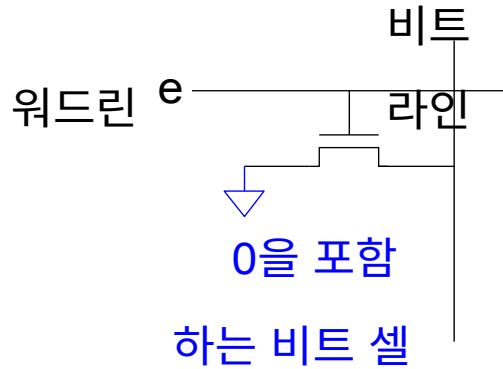 비트
라인
워드린 e
0을 포함
하는 비트 셀